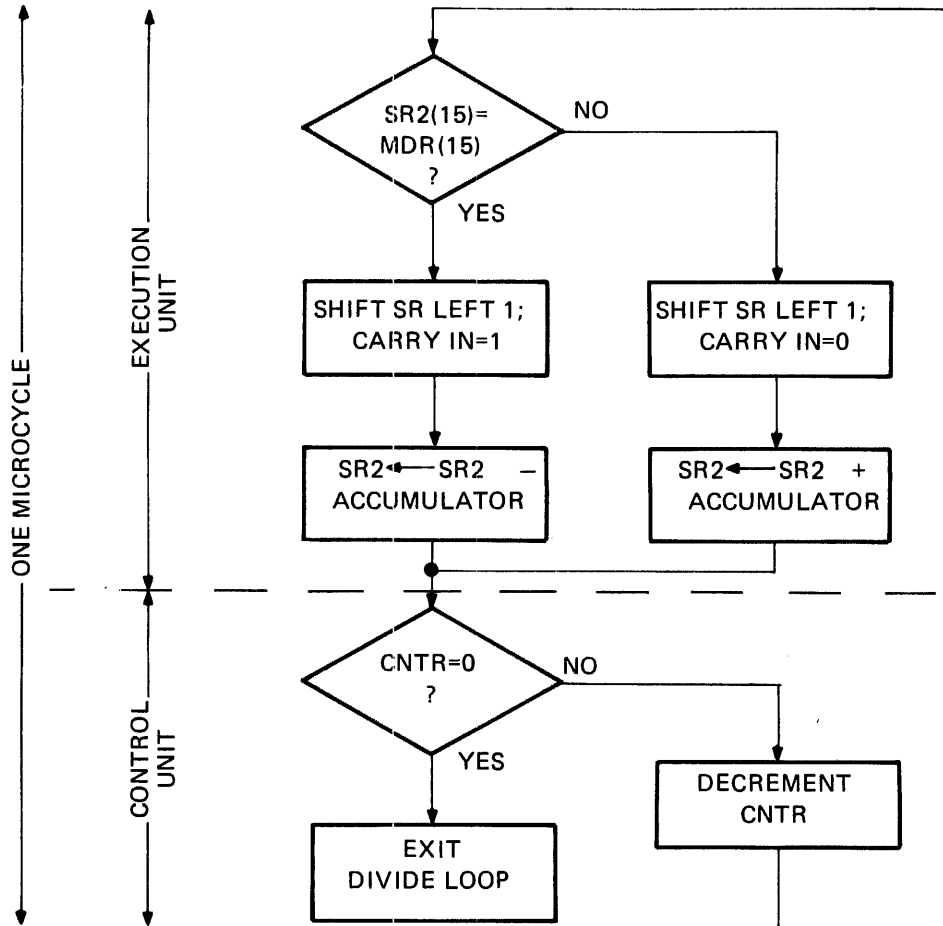 ONE MICROCYCLE
EXECUTION
UNIT
CONTROL
UNIT
SR2(15)=
MDR(15)
?
NO
YES
SHIFT SR LEFT 1;
CARRY IN=1
SHIFT SR LEFT 1;
CARRY IN=0
SR2 ← SR2 −
ACCUMULATOR
SR2 ← SR2 +
ACCUMULATOR
CNTR=0
?
NO
YES
DECREMENT
CNTR
EXIT
DIVIDE LOOP